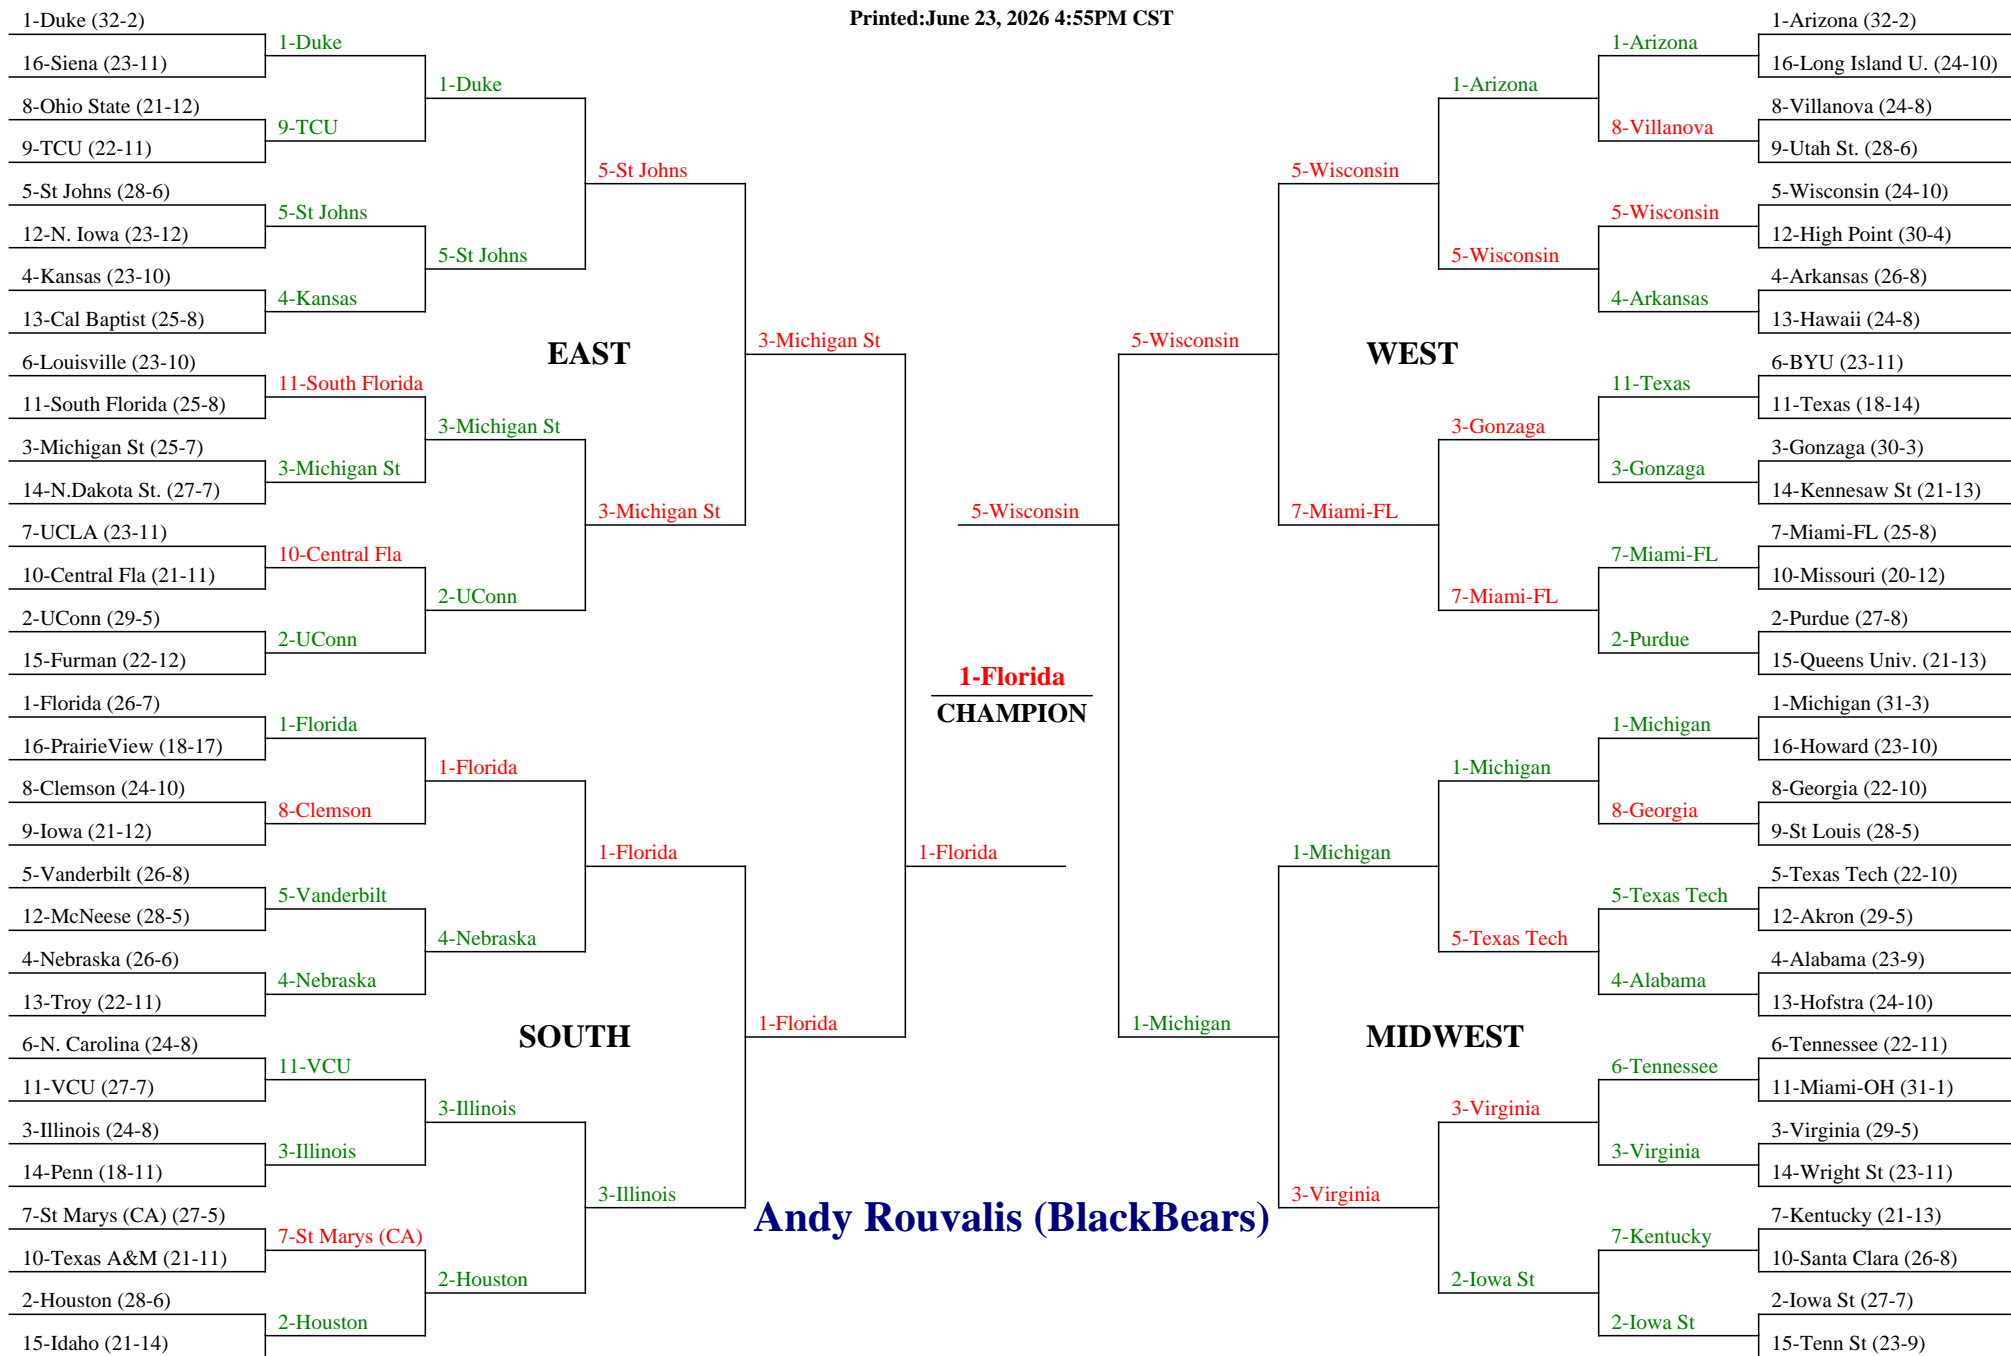 Printed:June 23, 2026 4:55PM CST
1-Duke (32-2)
16-Siena (23-11)
8-Ohio State (21-12)
9-TCU (22-11)
5-St Johns (28-6)
12-N. Iowa (23-12)
4-Kansas (23-10)
13-Cal Baptist (25-8)
6-Louisville (23-10)
11-South Florida (25-8)
3-Michigan St (25-7)
14-N.Dakota St. (27-7)
7-UCLA (23-11)
10-Central Fla (21-11)
2-UConn (29-5)
15-Furman (22-12)
1-Florida (26-7)
16-PrairieView (18-17)
8-Clemson (24-10)
9-Iowa (21-12)
5-Vanderbilt (26-8)
12-McNeese (28-5)
4-Nebraska (26-6)
13-Troy (22-11)
6-N. Carolina (24-8)
11-VCU (27-7)
3-Illinois (24-8)
14-Penn (18-11)
7-St Marys (CA) (27-5)
10-Texas A&M (21-11)
2-Houston (28-6)
15-Idaho (21-14)
1-Duke
9-TCU
5-St Johns
4-Kansas
11-South Florida
3-Michigan St
10-Central Fla
2-UConn
1-Florida
8-Clemson
5-Vanderbilt
4-Nebraska
11-VCU
3-Illinois
7-St Marys (CA)
2-Houston
1-Duke
5-St Johns
3-Michigan St
2-UConn
1-Florida
4-Nebraska
3-Illinois
2-Houston
5-St Johns
3-Michigan St
1-Florida
3-Illinois
EAST
SOUTH
3-Michigan St
1-Florida
1-Florida
5-Wisconsin
1-Florida
CHAMPION
Andy Rouvalis (BlackBears)
5-Wisconsin
1-Michigan
WEST
MIDWEST
5-Wisconsin
7-Miami-FL
1-Michigan
3-Virginia
1-Arizona
5-Wisconsin
3-Gonzaga
7-Miami-FL
1-Michigan
5-Texas Tech
3-Virginia
2-Iowa St
1-Arizona
8-Villanova
5-Wisconsin
4-Arkansas
11-Texas
3-Gonzaga
7-Miami-FL
2-Purdue
1-Michigan
8-Georgia
5-Texas Tech
4-Alabama
6-Tennessee
3-Virginia
7-Kentucky
2-Iowa St
1-Arizona (32-2)
16-Long Island U. (24-10)
8-Villanova (24-8)
9-Utah St. (28-6)
5-Wisconsin (24-10)
12-High Point (30-4)
4-Arkansas (26-8)
13-Hawaii (24-8)
6-BYU (23-11)
11-Texas (18-14)
3-Gonzaga (30-3)
14-Kennesaw St (21-13)
7-Miami-FL (25-8)
10-Missouri (20-12)
2-Purdue (27-8)
15-Queens Univ. (21-13)
1-Michigan (31-3)
16-Howard (23-10)
8-Georgia (22-10)
9-St Louis (28-5)
5-Texas Tech (22-10)
12-Akron (29-5)
4-Alabama (23-9)
13-Hofstra (24-10)
6-Tennessee (22-11)
11-Miami-OH (31-1)
3-Virginia (29-5)
14-Wright St (23-11)
7-Kentucky (21-13)
10-Santa Clara (26-8)
2-Iowa St (27-7)
15-Tenn St (23-9)